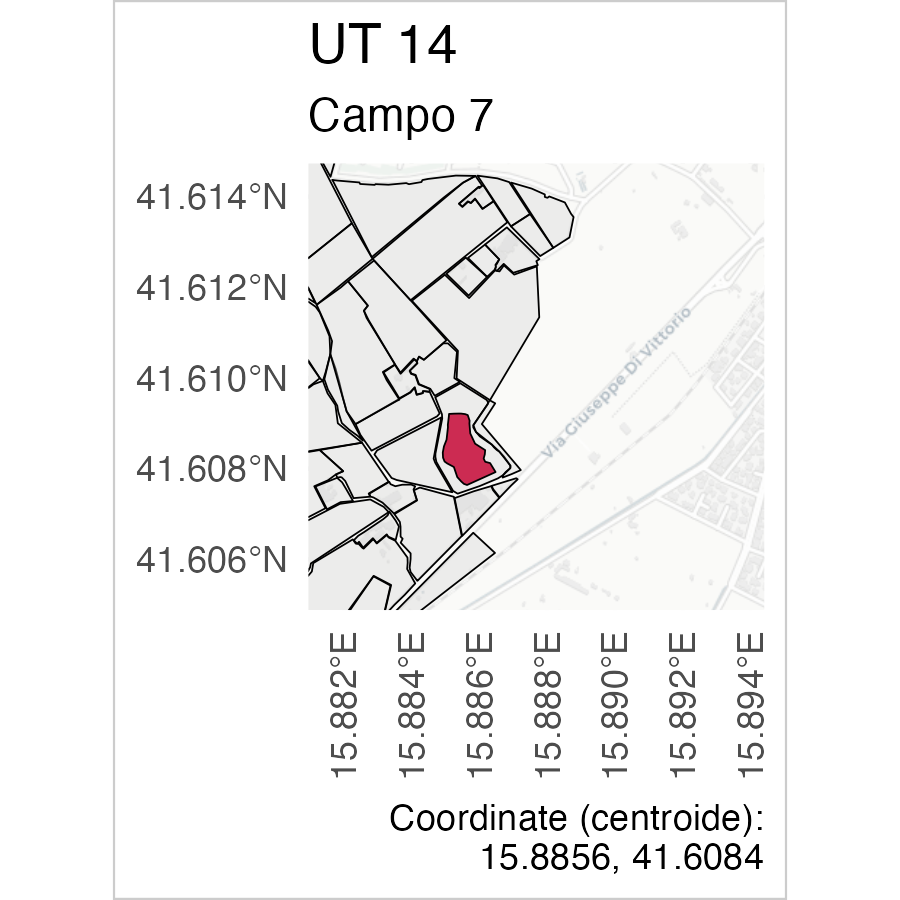 UT 14
Campo 7
41.614°N
41.612°N
41.610°N
41.608°N
41.606°N
Via Giuseppe Di Vittorio
15.882°E
15.884°E
15.886°E
15.888°E
15.890°E
15.892°E
15.894°E
Coordinate (centroide):
15.8856, 41.6084